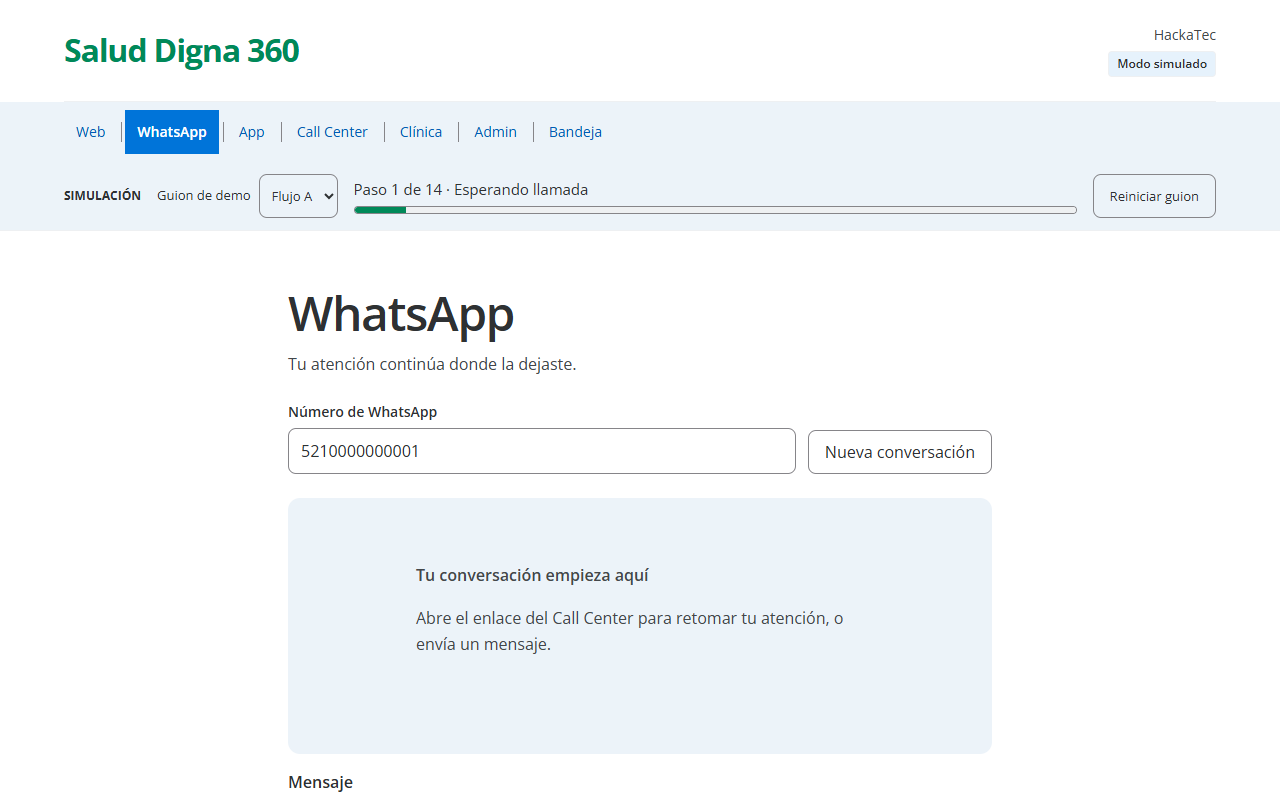 Salud Digna 360
HackaTec
Modo simulado
Web
WhatsApp
App
Call Center
Clínica
Admin
Bandeja
SIMULACIÓN
Guion de demo
Flujo A
Paso 1 de 14 · Esperando llamada
Reiniciar guion
WhatsApp
Tu atención continúa donde la dejaste.
Número de WhatsApp
5210000000001
Nueva conversación
Tu conversación empieza aquí
Abre el enlace del Call Center para retomar tu atención, o
envía un mensaje.
Mensaje